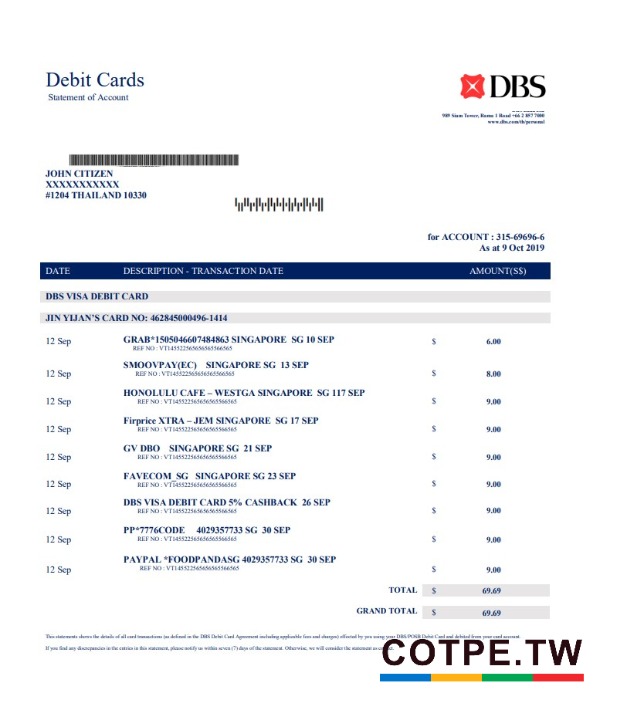 Debit Cards
Statement of Account
DBS
989 Siam Tower, Rama 1 Road +66 2 857 7000
www.dbs.com/th/personal
JOHN CITIZEN
XXXXXXXXXXX
#1204 THAILAND 10330
for ACCOUNT : 315-69696-6
As at 9 Oct 2019
DATE DESCRIPTION - TRANSACTION DATE AMOUNT(S$)
DBS VISA DEBIT CARD
JIN YIJAN'S CARD NO: 462845000496-1414
12 Sep GRAB*1505046607484863 SINGAPORE SG 10 SEP $ 6.00
REF NO : VT145522565656565566565
12 Sep SMOOVPAY(EC) SINGAPORE SG 13 SEP $ 8.00
REF NO : VT145522565656565566565
12 Sep HONOLULU CAFE – WESTGA SINGAPORE SG 117 SEP $ 9.00
REF NO : VT145522565656565566565
12 Sep Firprice XTRA – JEM SINGAPORE SG 17 SEP $ 9.00
REF NO : VT145522565656565566565
12 Sep GV DBO SINGAPORE SG 21 SEP $ 9.00
REF NO : VT145522565656565566565
12 Sep FAVECOM_SG SINGAPORE SG 23 SEP $ 9.00
REF NO : VT145522565656565566565
12 Sep DBS VISA DEBIT CARD 5% CASHBACK 26 SEP $ 9.00
REF NO : VT145522565656565566565
12 Sep PP*7776CODE 4029357733 SG 30 SEP $ 9.00
REF NO : VT145522565656565566565
12 Sep PAYPAL *FOODPANDASG 4029357733 SG 30 SEP $ 9.00
REF NO : VT145522565656565566565
TOTAL $ 69.69
GRAND TOTAL $ 69.69
This statements shows the details of all card transactions (as defined in the DBS Debit Card Agreement including applicable fees and charges) effected by you using your DBS/POSB Debit Card and debited from your card account.
If you find any discrepancies in the entries in this statement, please notify us within seven (7) days of the statement. Otherwise, we will consider the statement as
COTPE.TW